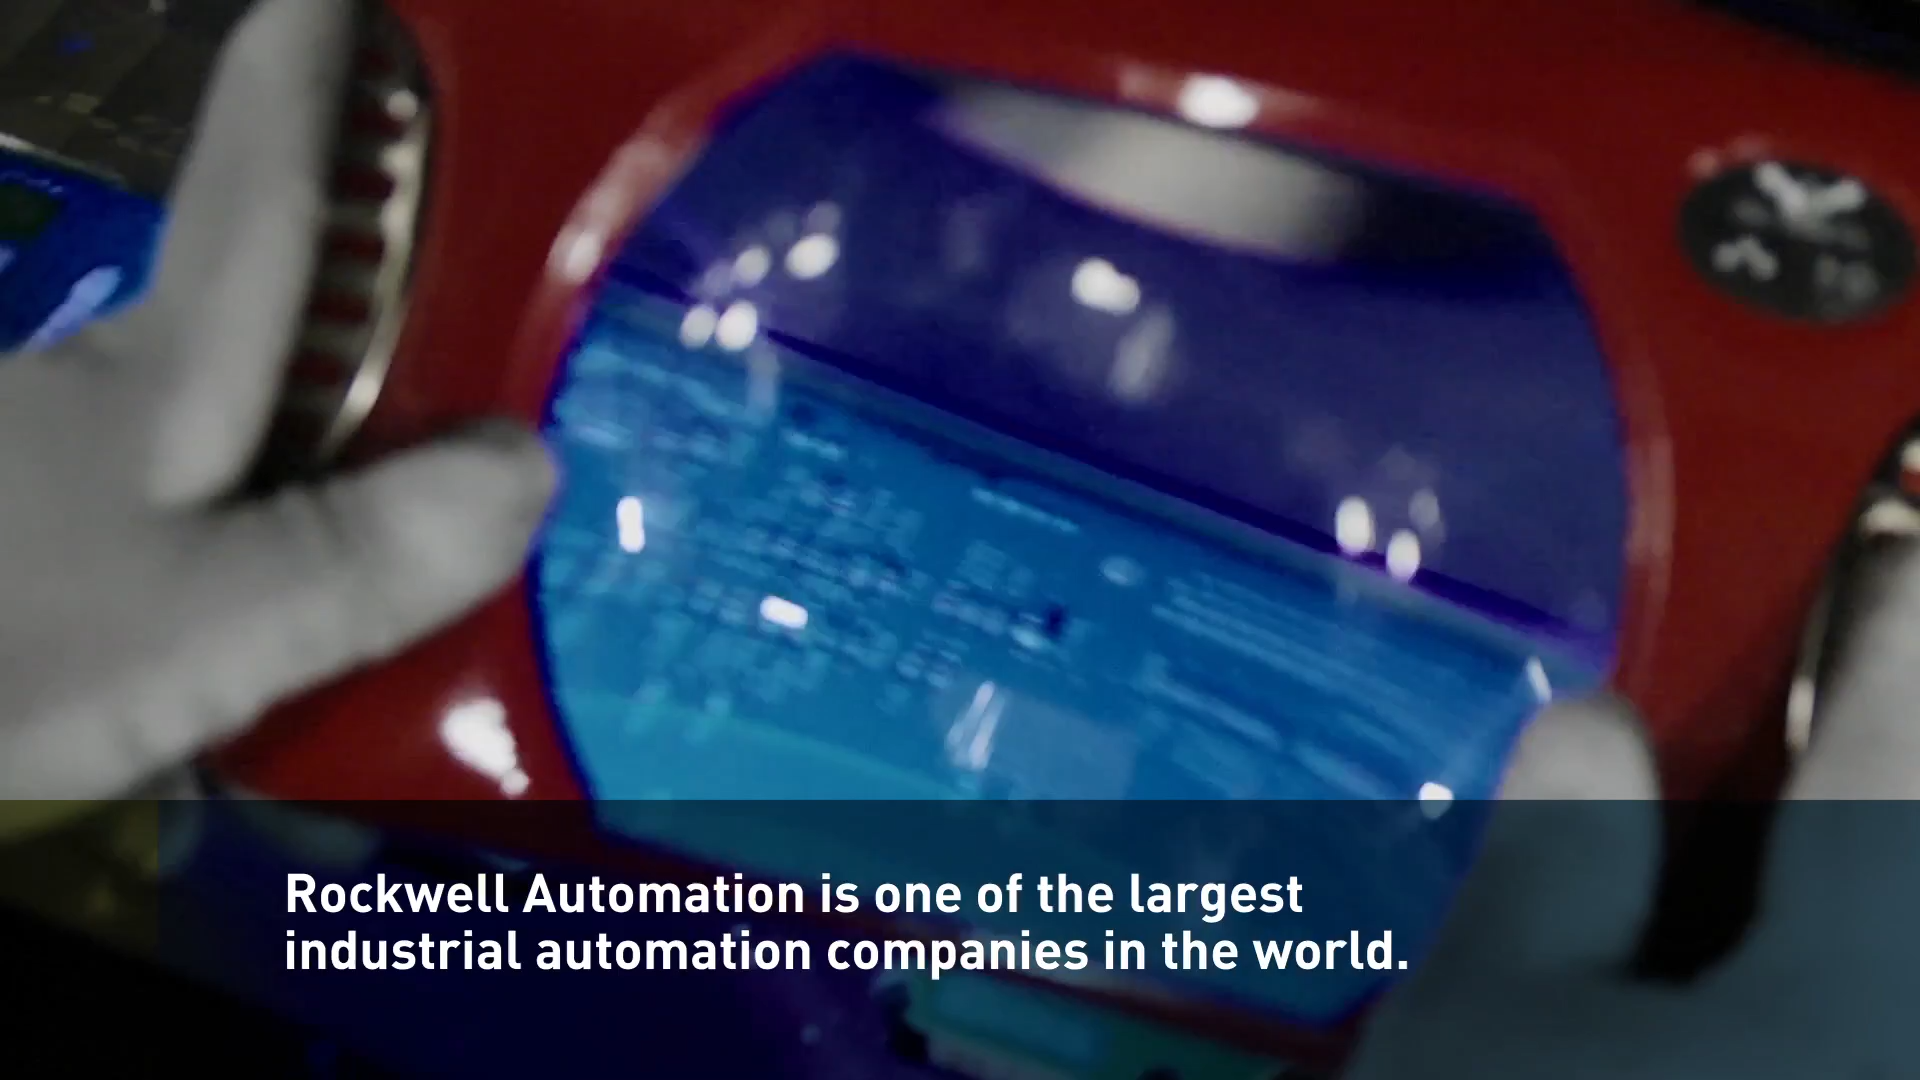 Rockwell Automation is one of the largest
industrial automation companies in the world.